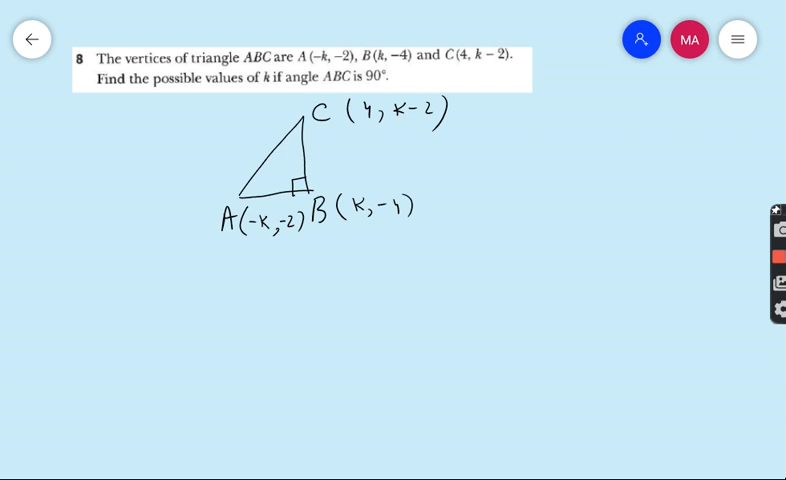 MA
8 The vertices of triangle ABC are A (−k, −2), B (k, −4) and C (4, k − 2).
Find the possible values of k if angle ABC is 90°.
C (4, k-2)
A(-k,-2) B (k,-4)